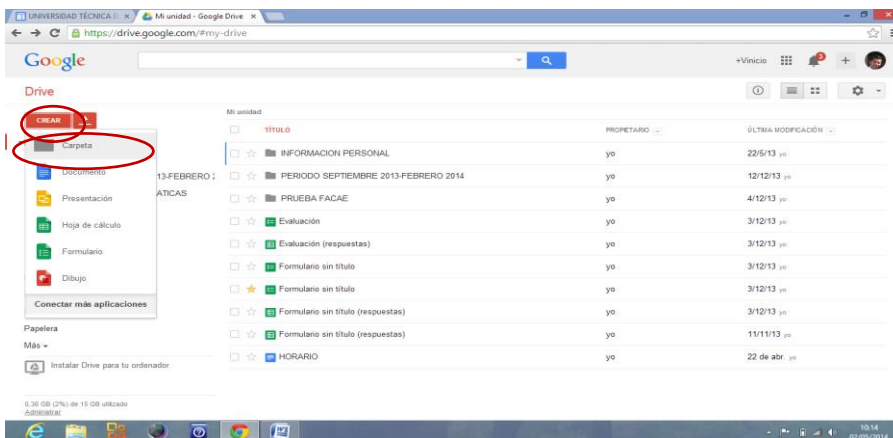 UNIVERSIDAD TÉCNICA D
Mi unidad - Google Drive
https://drive.google.com/#my-drive
Google
+Vinicio
3
Drive
CREAR
Carpeta
Documento
Presentación
Hoja de cálculo
Formulario
Dibujo
Conectar más aplicaciones
13-FEBRERO 2
ATICAS
Papelera
Más
Instalar Drive para tu ordenador
0,36 GB (2%) de 15 GB utilizado
Administrar
Mi unidad
TÍTULO PROPIETARIO ÚLTIMA MODIFICACIÓN
INFORMACION PERSONAL yo 22/5/13 yo
PERIODO SEPTIEMBRE 2013-FEBRERO 2014 yo 12/12/13 yo
PRUEBA FACAE yo 4/12/13 yo
Evaluación yo 3/12/13 yo
Evaluación (respuestas) yo 3/12/13 yo
Formulario sin título yo 3/12/13 yo
Formulario sin título yo 3/12/13 yo
Formulario sin título (respuestas) yo 3/12/13 yo
Formulario sin título (respuestas) yo 11/11/13 yo
HORARIO yo 22 de abr. yo
10:14
02/05/2014